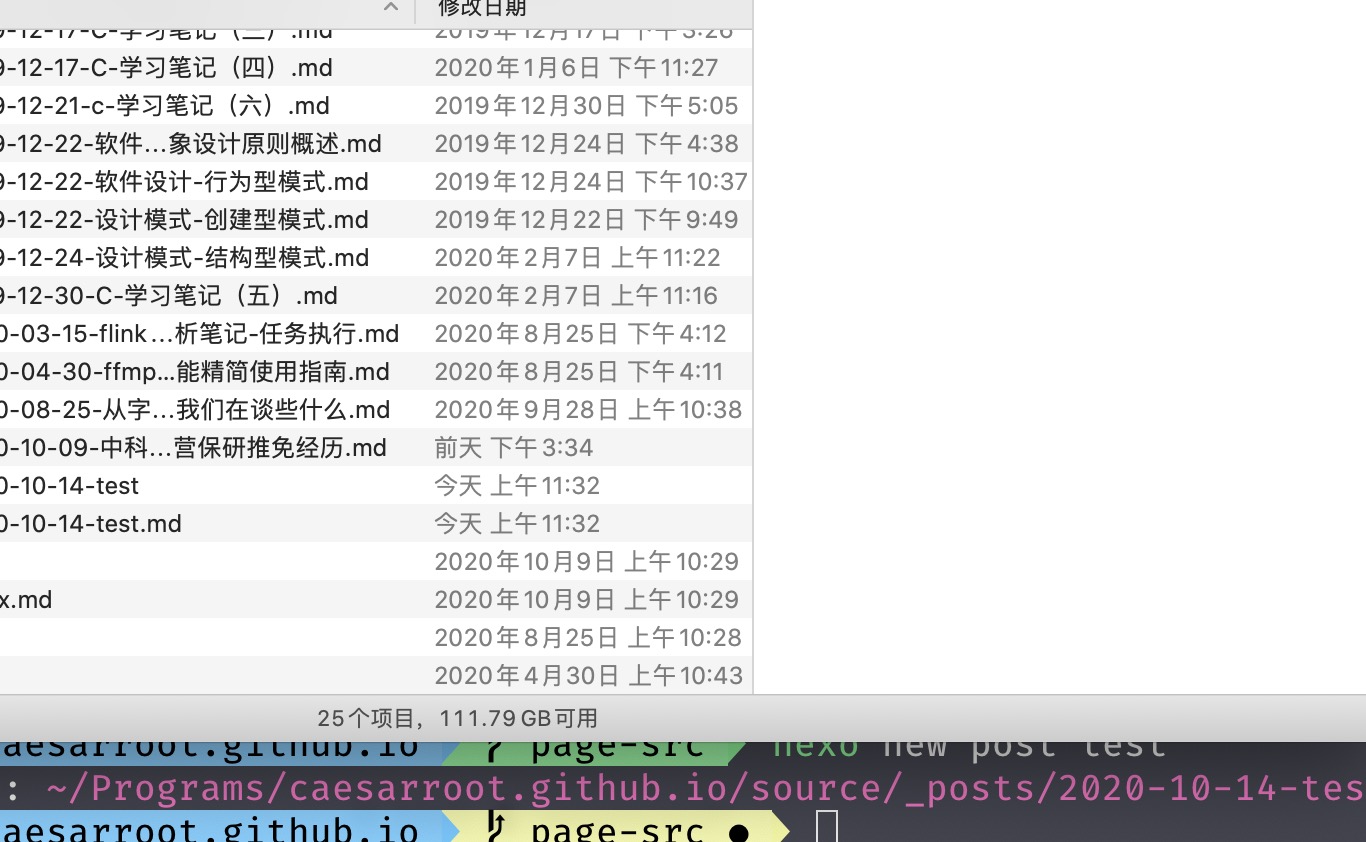 修改日期
9-12-17-C-学习笔记（三）.md 2019年12月17日 下午3:26
9-12-17-C-学习笔记（四）.md 2020年1月6日 下午11:27
9-12-21-c-学习笔记（六）.md 2019年12月30日 下午5:05
9-12-22-软件…象设计原则概述.md 2019年12月24日 下午4:38
9-12-22-软件设计-行为型模式.md 2019年12月24日 下午10:37
9-12-22-设计模式-创建型模式.md 2019年12月22日 下午9:49
9-12-24-设计模式-结构型模式.md 2020年2月7日 上午11:22
9-12-30-C-学习笔记（五）.md 2020年2月7日 上午11:16
0-03-15-flink…析笔记-任务执行.md 2020年8月25日 下午4:12
0-04-30-ffmp…能精简使用指南.md 2020年8月25日 下午4:11
0-08-25-从字…我们在谈些什么.md 2020年9月28日 上午10:38
0-10-09-中科…营保研推免经历.md 前天 下午3:34
0-10-14-test 今天 上午11:32
0-10-14-test.md 今天 上午11:32
2020年10月9日 上午10:29
x.md 2020年10月9日 上午10:29
2020年8月25日 上午10:28
2020年4月30日 上午10:43
25个项目，111.79 GB可用
aesarroot.github.io page-src hexo new post test
: ~/Programs/caesarroot.github.io/source/_posts/2020-10-14-tes
aesarroot.github.io page-src ●